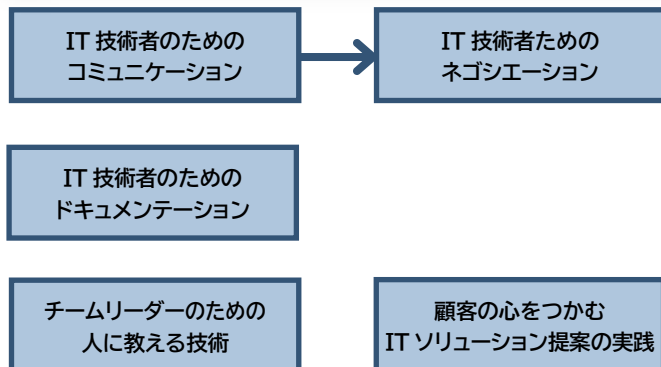 IT 技術者のための
コミュニケーション
IT 技術者ための
ネゴシエーション
IT 技術者のための
ドキュメンテーション
チームリーダーのための
人に教える技術
顧客の心をつかむ
IT ソリューション提案の実践